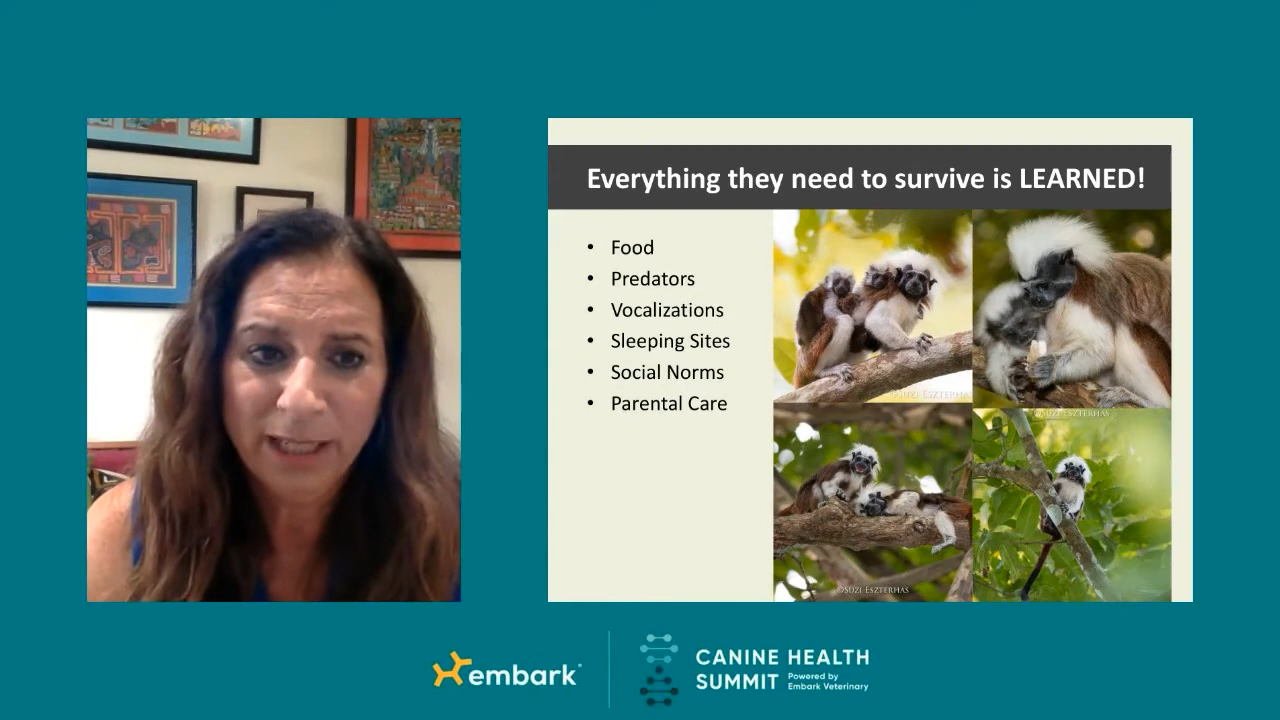 Everything they need to survive is LEARNED!
• Food
• Predators
• Vocalizations
• Sleeping Sites
• Social Norms
• Parental Care
©SUZI ESZTERHAS
©SUZI ESZTERHAS
©SUZI ESZTERHAS
embark
CANINE HEALTH
SUMMIT
Powered by
Embark Veterinary